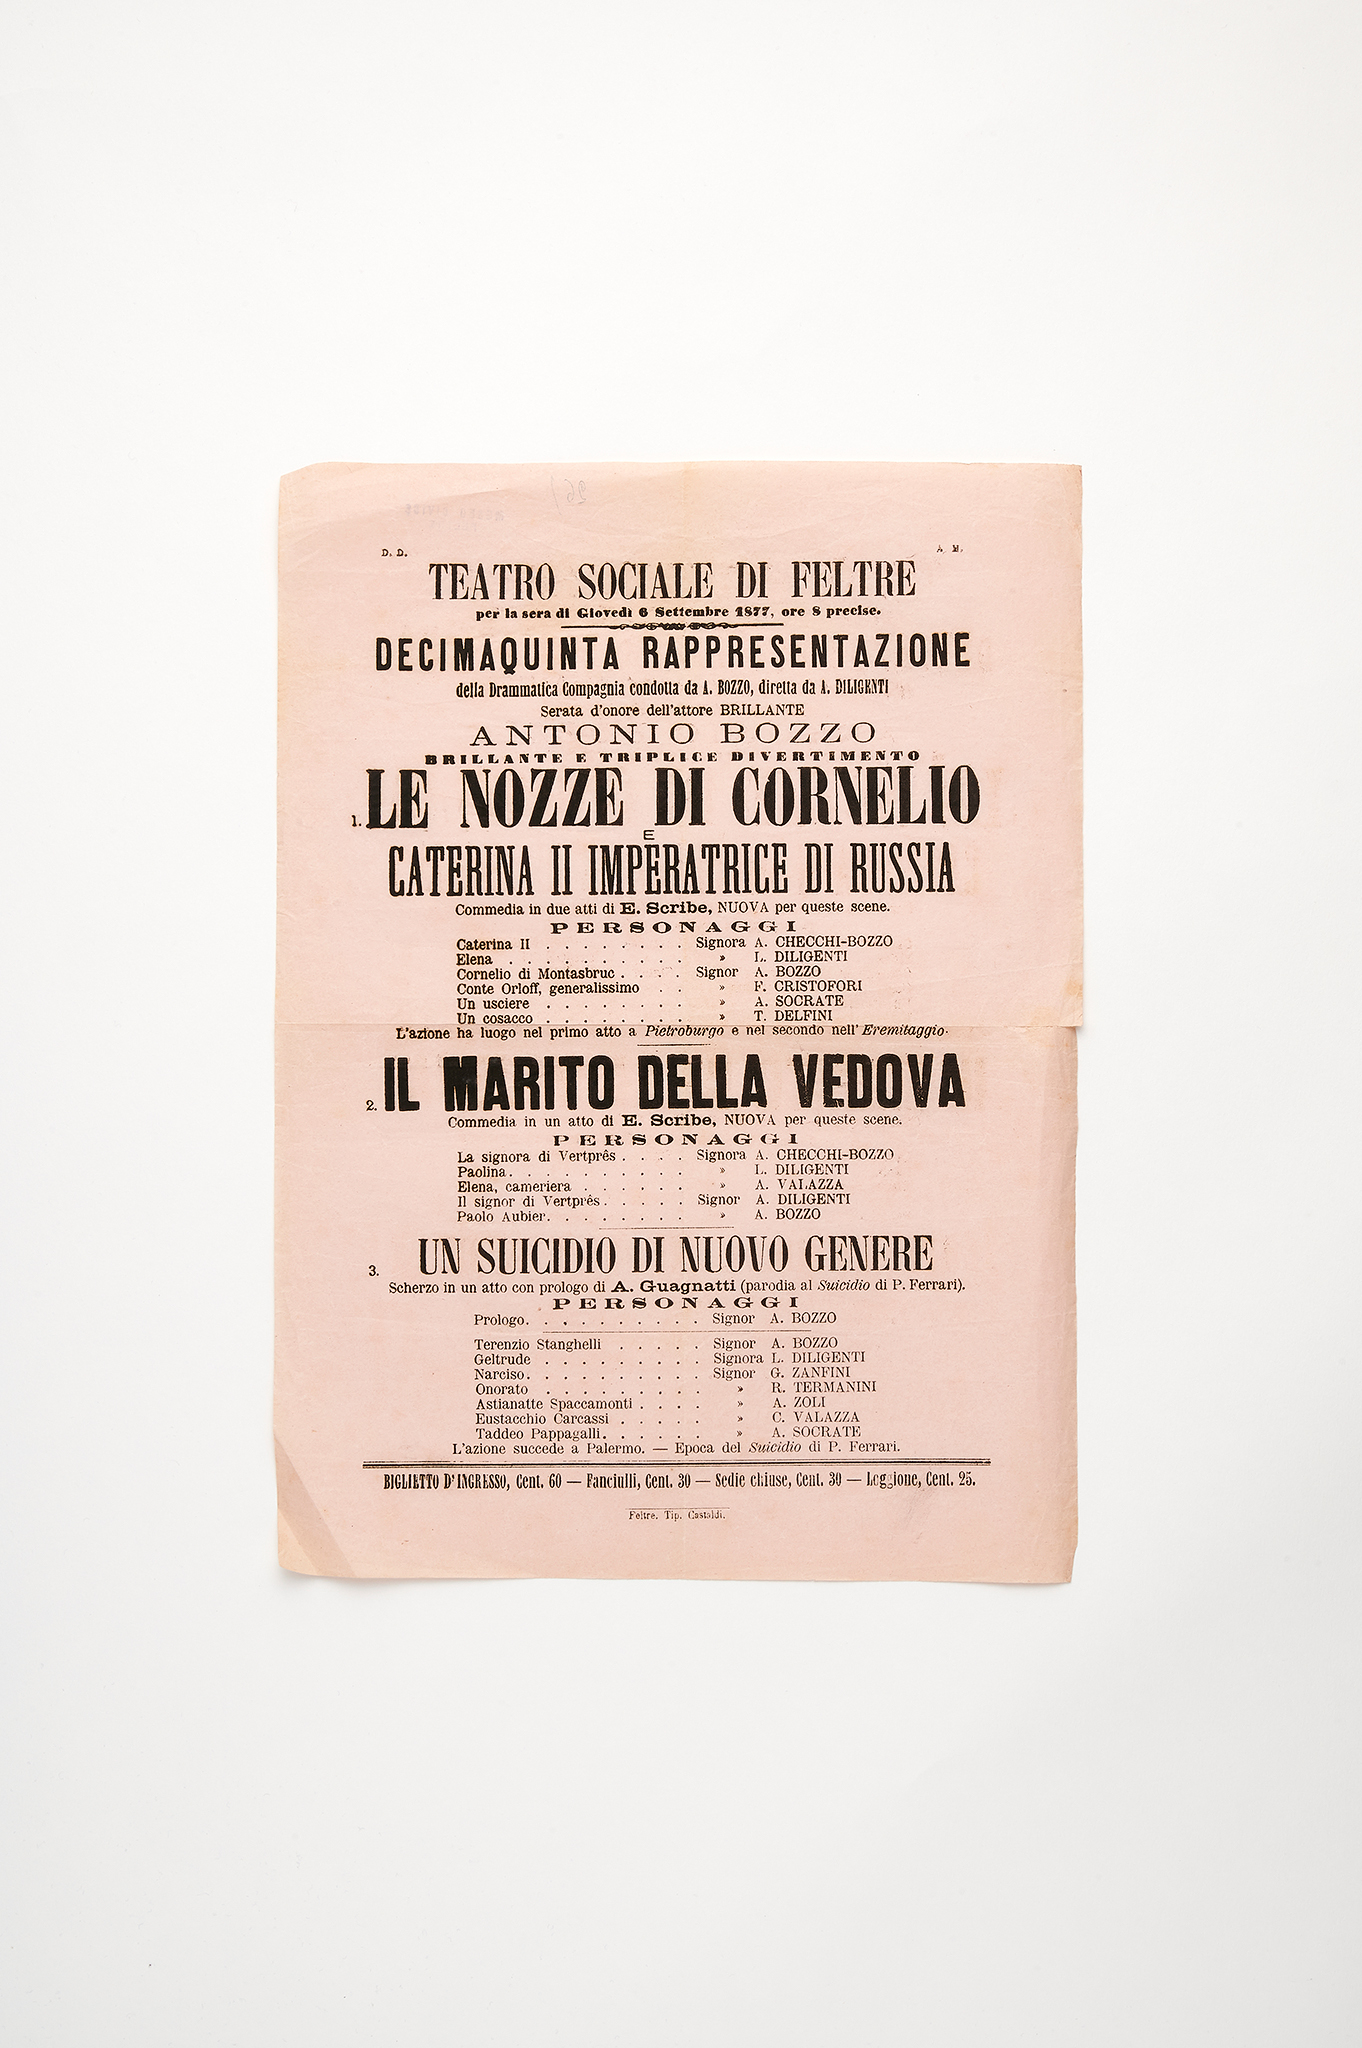 26)
D. D. A. M.
TEATRO SOCIALE DI FELTRE
per la sera di Giovedì 6 Settembre 1877, ore 8 precise.
DECIMAQUINTA RAPPRESENTAZIONE
della Drammatica Compagnia condotta da A. BOZZO, diretta da A. DILIGENTI
Serata d'onore dell'attore BRILLANTE
ANTONIO BOZZO
BRILLANTE E TRIPLICE DIVERTIMENTO
1. LE NOZZE DI CORNELIO
E
CATERINA II IMPERATRICE DI RUSSIA
Commedia in due atti di E. Scribe, NUOVA per queste scene.
PERSONAGGI
Caterina II . . . . . . . . Signora A. CHECCHI-BOZZO
Elena . . . . . . . . . . » L. DILIGENTI
Cornelio di Montasbruc . . . . Signor A. BOZZO
Conte Orloff, generalissimo . . » F. CRISTOFORI
Un usciere . . . . . . . . » A. SOCRATE
Un cosacco . . . . . . . . » T. DELFINI
L'azione ha luogo nel primo atto a Pietroburgo e nel secondo nell'Eremitaggio.
2. IL MARITO DELLA VEDOVA
Commedia in un atto di E. Scribe, NUOVA per queste scene.
PERSONAGGI
La signora di Vertprês . . . . Signora A. CHECCHI-BOZZO
Paolina . . . . . . . . . . » L. DILIGENTI
Elena, cameriera . . . . . . » A. VALAZZA
Il signor di Vertprês . . . . . Signor A. DILIGENTI
Paolo Aubier. . . . . . . . » A. BOZZO
3. UN SUICIDIO DI NUOVO GENERE
Scherzo in un atto con prologo di A. Guagnatti (parodia al Suicidio di P. Ferrari).
PERSONAGGI
Prologo. . . . . . . . . . Signor A. BOZZO
Terenzio Stanghelli . . . . . Signor A. BOZZO
Geltrude . . . . . . . . . Signora L. DILIGENTI
Narciso. . . . . . . . . . Signor G. ZANFINI
Onorato . . . . . . . . . » R. TERMANINI
Astianatte Spaccamonti . . . . » A. ZOLI
Eustacchio Carcassi . . . . . » C. VALAZZA
Taddeo Pappagalli. . . . . . » A. SOCRATE
L'azione succede a Palermo. — Epoca del Suicidio di P. Ferrari.
BIGLIETTO D'INGRESSO, Cent. 60 — Fanciulli, Cent. 30 — Sedie chiuse, Cent. 30 — Loggione, Cent. 25.
Feltre. Tip. Castaldi.